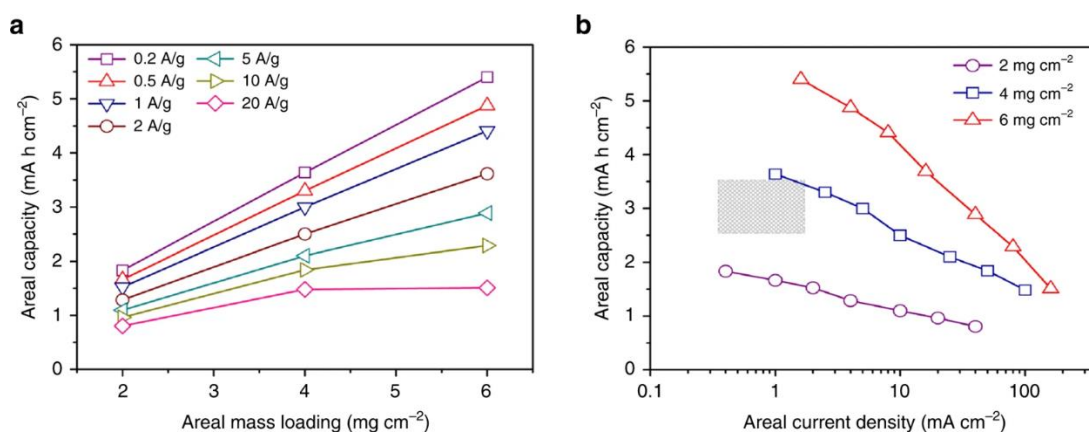 a
Areal capacity (mA h cm⁻²)
6
5
4
3
2
1
0
0.2 A/g
0.5 A/g
1 A/g
2 A/g
5 A/g
10 A/g
20 A/g
2 3 4 5 6
Areal mass loading (mg cm⁻²)
b
Areal capacity (mA h cm⁻²)
6
5
4
3
2
1
0
2 mg cm⁻²
4 mg cm⁻²
6 mg cm⁻²
0.1 1 10 100
Areal current density (mA cm⁻²)